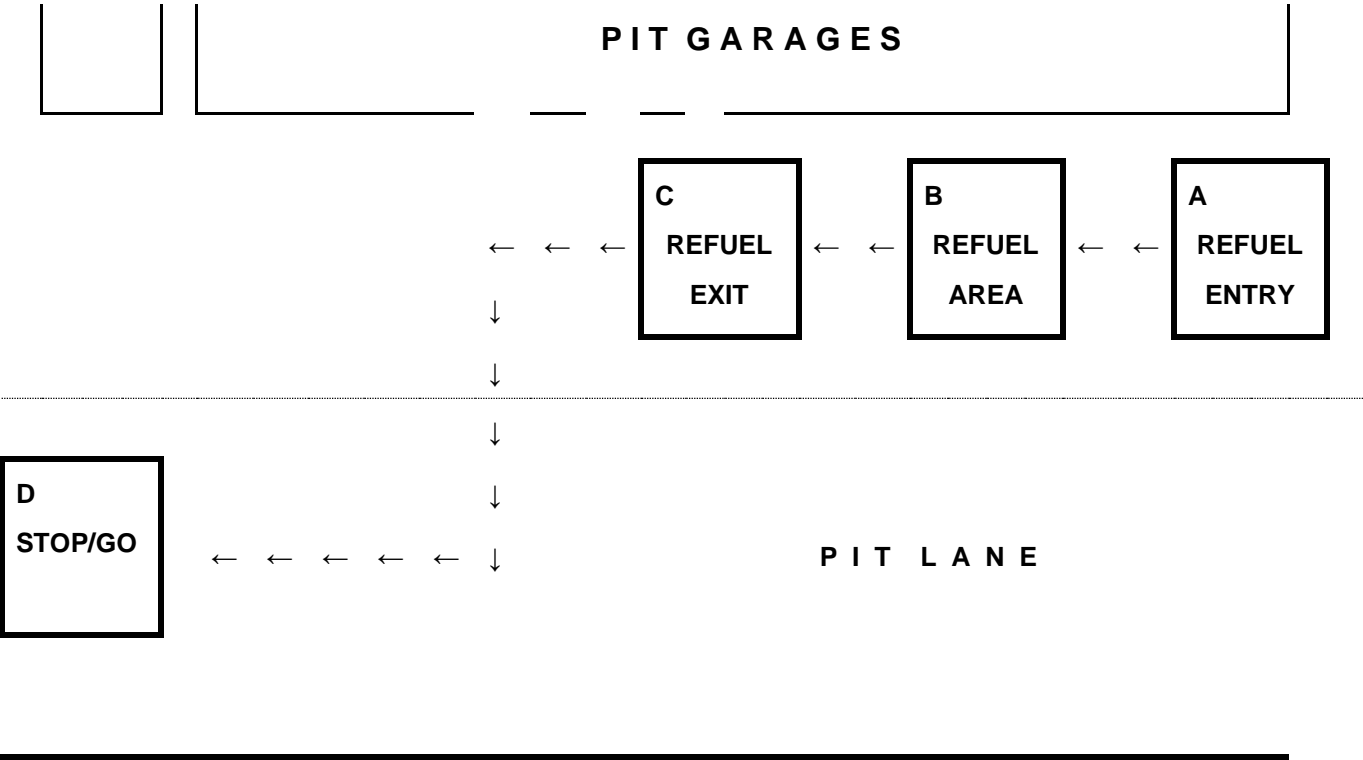 PIT GARAGES
C
REFUEL
EXIT
B
REFUEL
AREA
A
REFUEL
ENTRY
← ← ←
← ←
← ←
↓
↓
↓
↓
D
STOP/GO
← ← ← ← ← ↓
PIT LANE